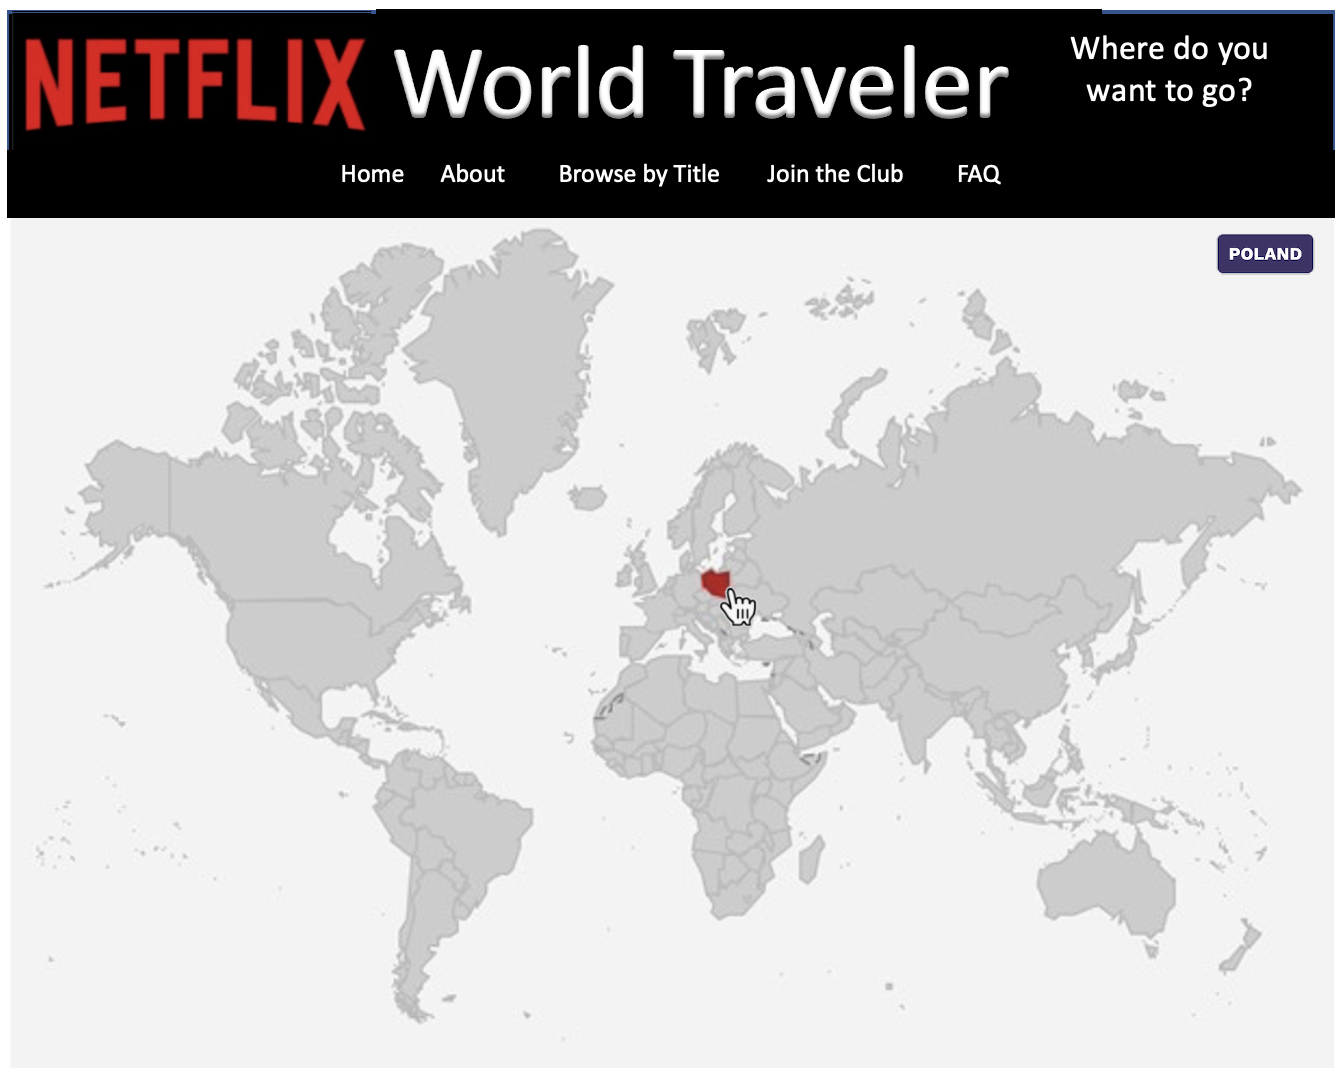 NETFLIX World Traveler
Where do you
want to go?
Home About Browse by Title Join the Club FAQ
POLAND